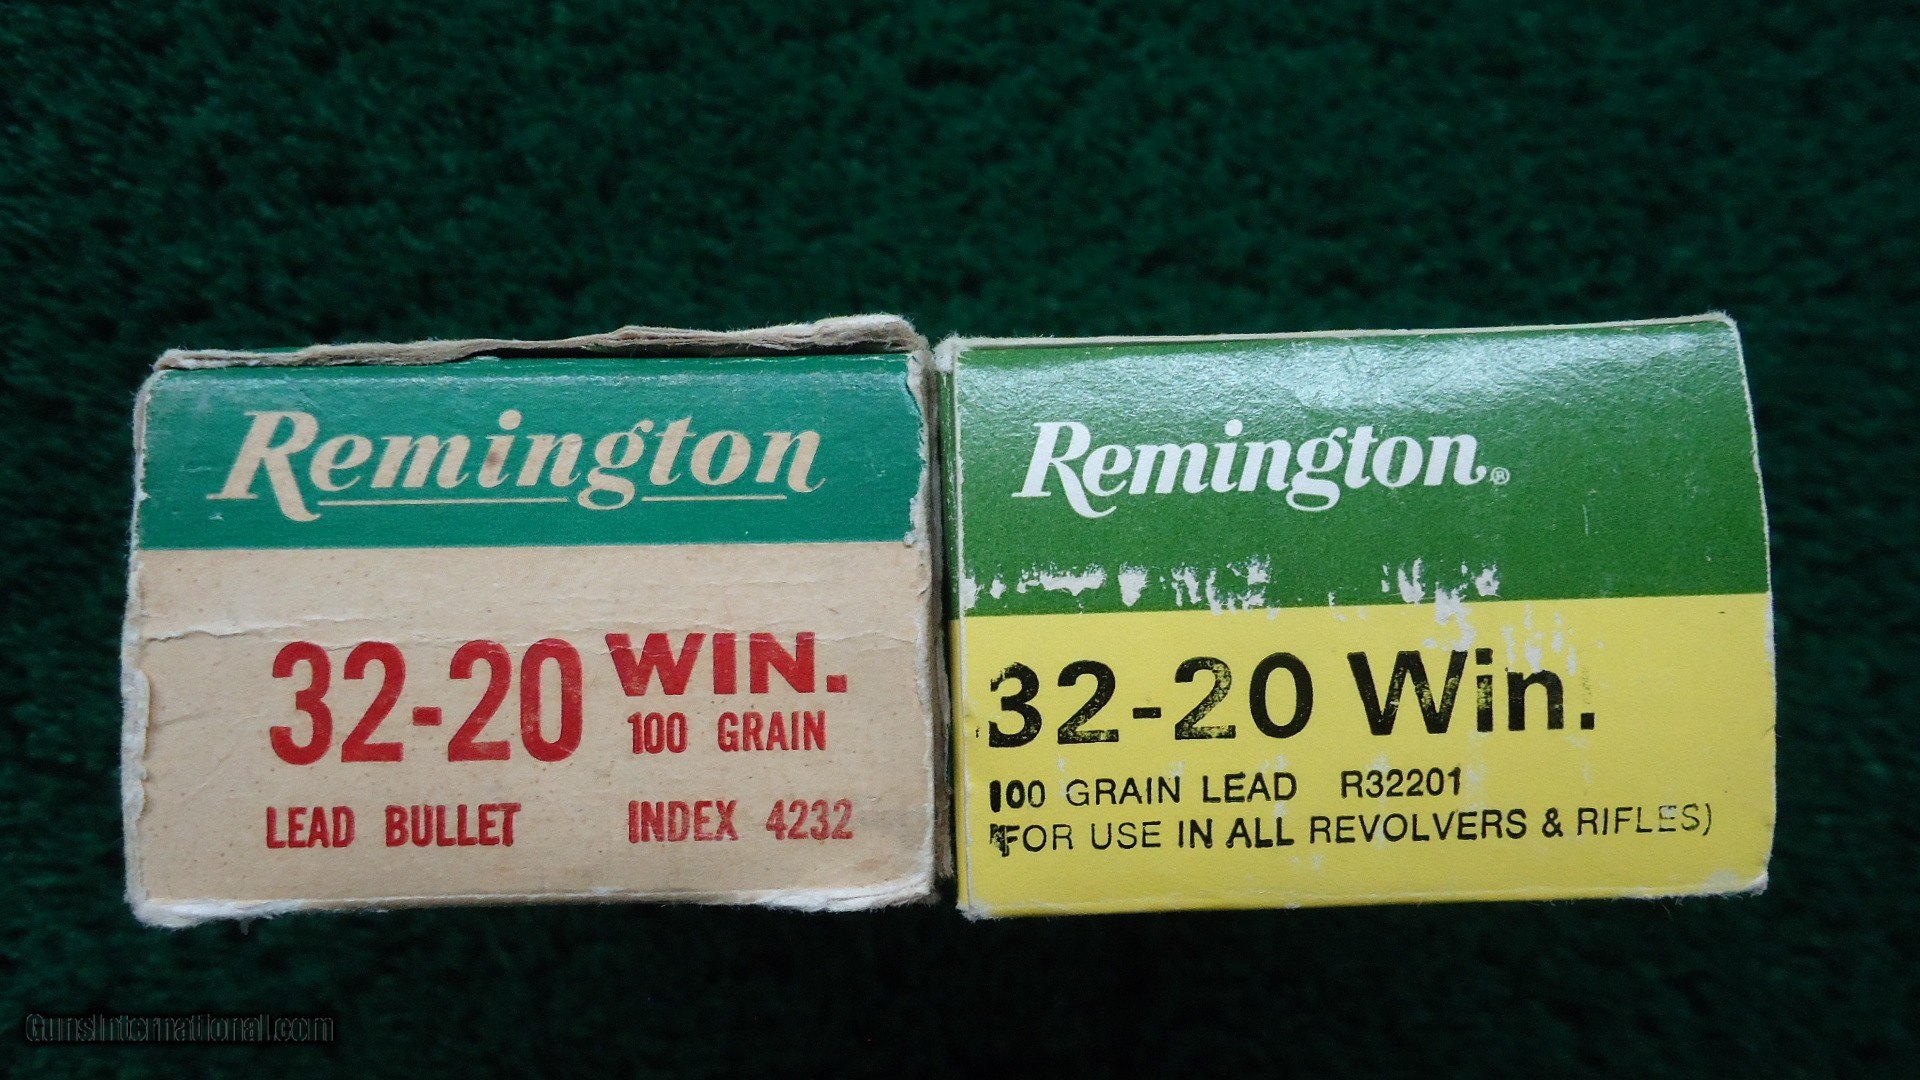 Remington
32-20 WIN.
100 GRAIN
LEAD BULLET INDEX 4232
Remington®
32-20 Win.
100 GRAIN LEAD R32201
(FOR USE IN ALL REVOLVERS & RIFLES)
GunsInternational.com